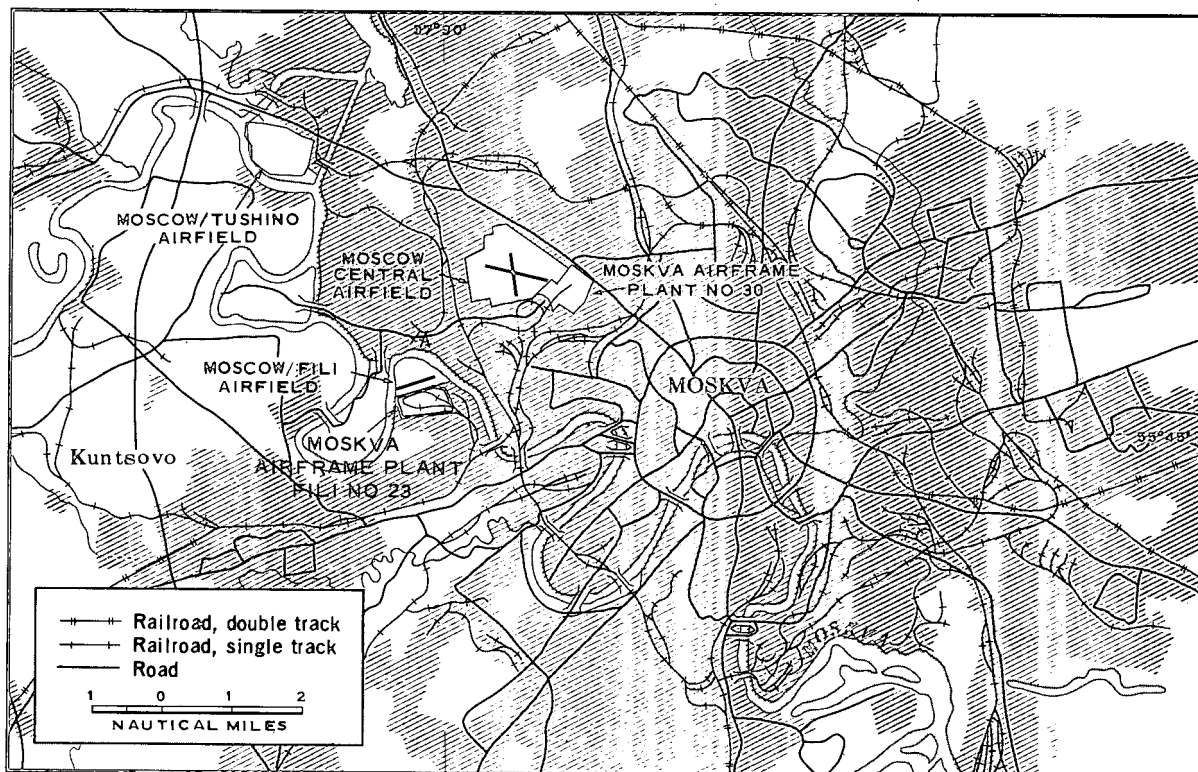 37°30'
MOSCOW/TUSHINO
AIRFIELD
MOSCOW
CENTRAL
AIRFIELD
MOSKVA AIRFRAME
PLANT NO 30
MOSCOW/FILI
AIRFIELD
MOSKVA
55°45'
Kuntsovo
MOSKVA
AIRFRAME PLANT
FILI NO 23
MOSKVA
Railroad, double track
Railroad, single track
Road
1 0 1 2
NAUTICAL MILES